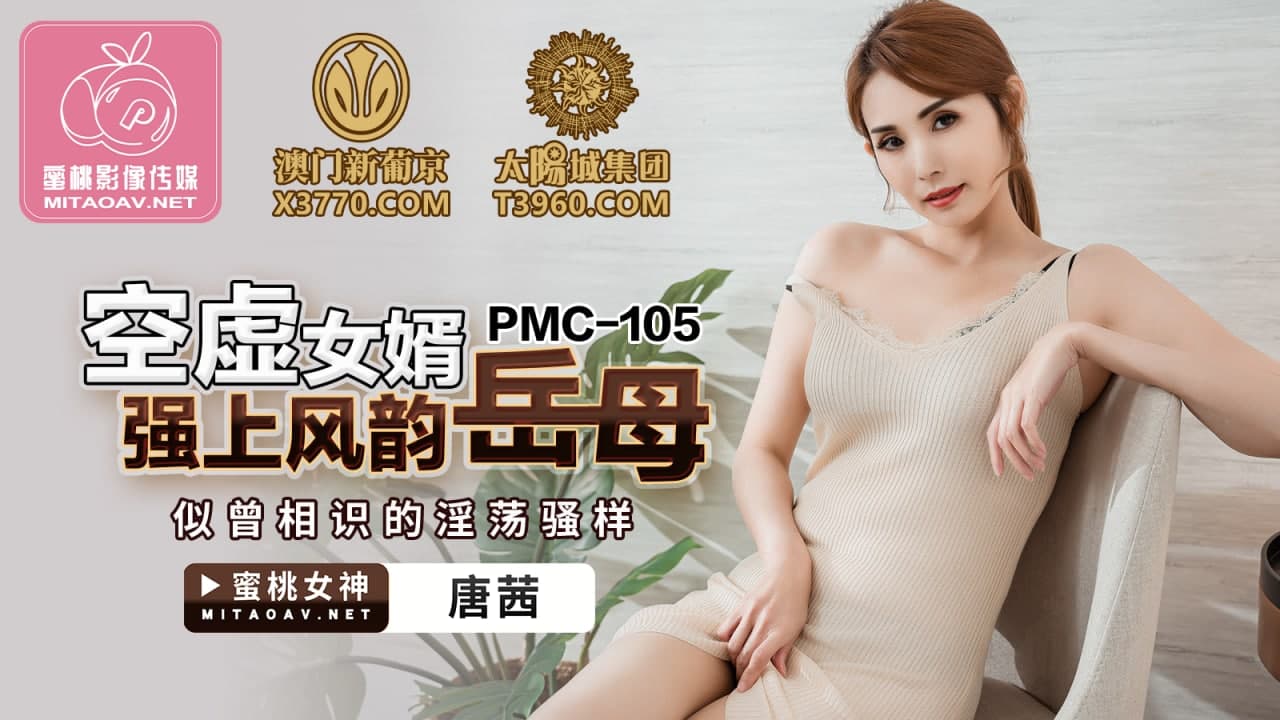 蜜桃影像传媒
MITAOAV.NET
澳门新葡京
X3770.COM
太陽城集团
T3960.COM
空虚女婿
PMC-105
强上风韵岳母
似曾相识的淫荡骚样
蜜桃女神
MITAOAV.NET
唐茜